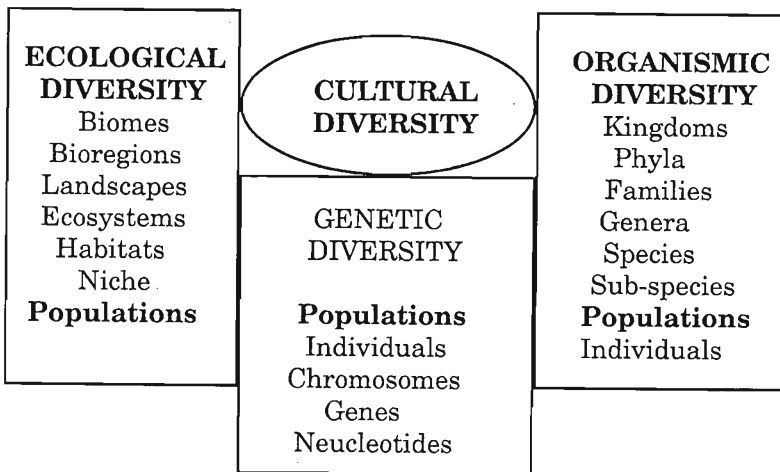 ECOLOGICAL
DIVERSITY
Biomes
Bioregions
Landscapes
Ecosystems
Habitats
Niche
Populations
CULTURAL
DIVERSITY
GENETIC
DIVERSITY
Populations
Individuals
Chromosomes
Genes
Neucleotides
ORGANISMIC
DIVERSITY
Kingdoms
Phyla
Families
Genera
Species
Sub-species
Populations
Individuals